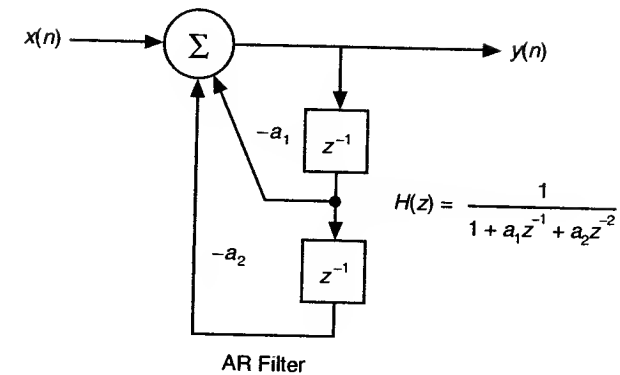 x(n)
Σ
y(n)
−a₁
z⁻¹
H(z) = 1 / (1 + a₁z⁻¹ + a₂z⁻²)
−a₂
z⁻¹
AR Filter